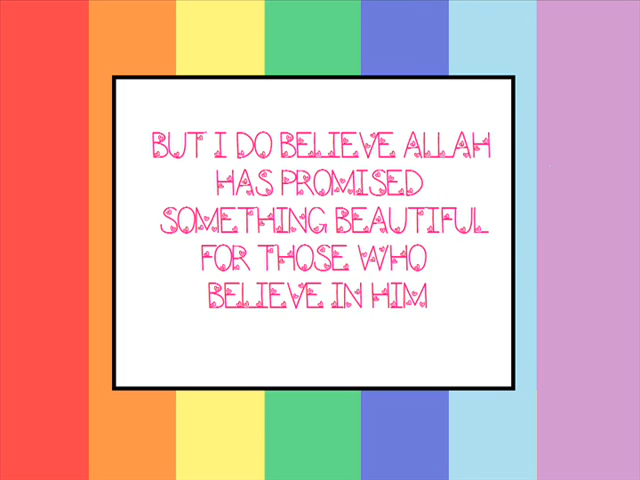 BUT I DO BELIEVE ALLAH
HAS PROMISED
SOMETHING BEAUTIFUL
FOR THOSE WHO
BELIEVE IN HIM